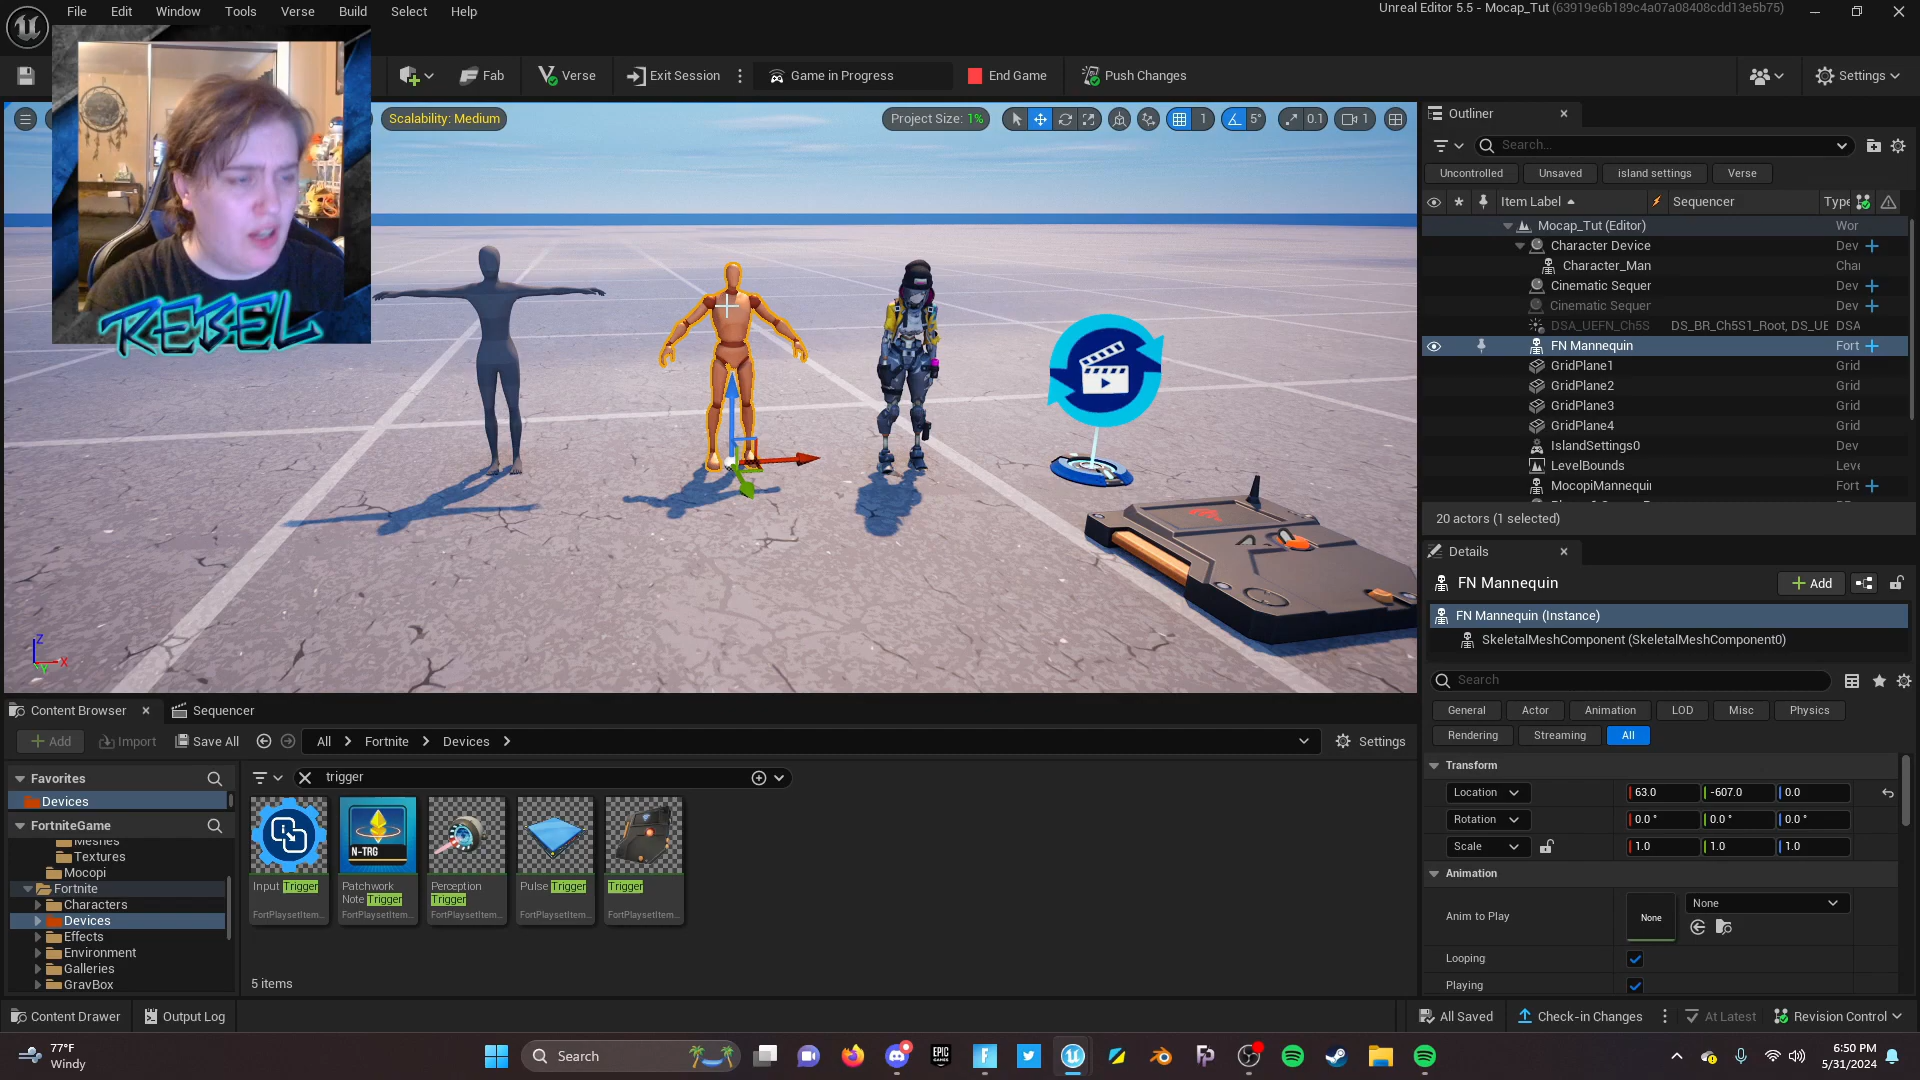 File Edit Window Tools Verse Build Select Help
Unreal Editor 5.5 - Mocap_Tut (63919e6b189c4a07a08408cdd13e5b75)
Fab Verse Exit Session Game in Progress End Game Push Changes Settings
Scalability: Medium
Project Size: 1%
1 5° 0.1 1
REBEL
Outliner
Search...
Uncontrolled Unsaved island settings Verse
Item Label Sequencer Type
Mocap_Tut (Editor) Wor
Character Device Dev
Character_Man Char
Cinematic Sequer Dev
Cinematic Sequer Dev
DSA_UEFN_Ch5S DS_BR_Ch5S1_Root, DS_UE DSA
FN Mannequin Fort
GridPlane1 Grid
GridPlane2 Grid
GridPlane3 Grid
GridPlane4 Grid
IslandSettings0 Dev
LevelBounds Leve
MocopiMannequin Fort
20 actors (1 selected)
Details
FN Mannequin
Add
FN Mannequin (Instance)
SkeletalMeshComponent (SkeletalMeshComponent0)
Search
General Actor Animation LOD Misc Physics
Rendering Streaming All
Transform
Location 63.0 -607.0 0.0
Rotation 0.0 ° 0.0 ° 0.0 °
Scale 1.0 1.0 1.0
Animation
Anim to Play None None
Looping
Playing
Z
X
Y
Content Browser Sequencer
Add Import Save All All Fortnite Devices Settings
Favorites
Devices
FortniteGame
Meshes
Textures
Mocopi
Fortnite
Characters
Devices
Effects
Environment
Galleries
GravBox
trigger
N-TRG
Input Trigger
FortPlaysetItem...
Patchwork
Note Trigger
FortPlaysetItem...
Perception
Trigger
FortPlaysetItem...
Pulse Trigger
FortPlaysetItem...
Trigger
FortPlaysetItem...
5 items
Content Drawer Output Log All Saved Check-in Changes At Latest Revision Control
77°F
Windy
Search
EPIC
GAMES
6:50 PM
5/31/2024